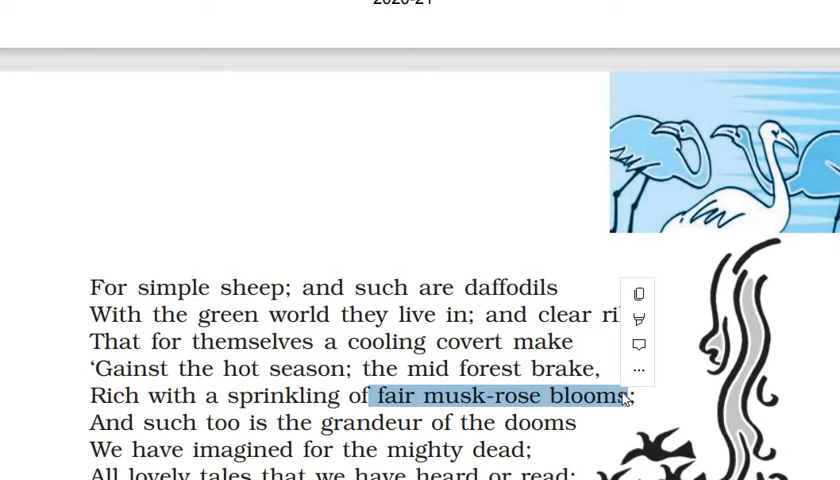 2020-21
For simple sheep; and such are daffodils
With the green world they live in; and clear
That for themselves a cooling covert make
‘Gainst the hot season; the mid forest brake,
Rich with a sprinkling of fair musk-rose blooms;
And such too is the grandeur of the dooms
We have imagined for the mighty dead;
All lovely tales that we have heard or read;